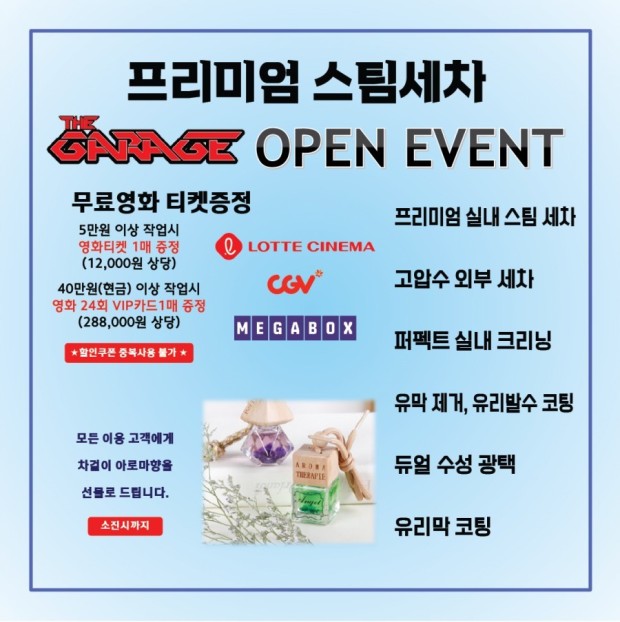 프리미엄 스팀세차
THE
GARAGE OPEN EVENT
무료영화 티켓증정
5만원 이상 작업시
영화티켓 1매 증정
(12,000원 상당)
40만원(현금) 이상 작업시
영화 24회 VIP카드1매 증정
(288,000원 상당)
★할인쿠폰 중복사용 불가 ★
LOTTE CINEMA
CGV
MEGABOX
모든 이용 고객에게
차걸이 아로마향을
선물로 드립니다.
소진시까지
AROMA
THERAPIE
프리미엄 실내 스팀 세차
고압수 외부 세차
퍼펙트 실내 크리닝
유막 제거, 유리발수 코팅
듀얼 수성 광택
유리막 코팅